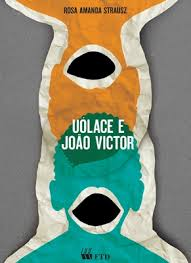 ROSA AMANDA STRAUSZ
UÓLACE E
JOÃO VICTOR
FTD